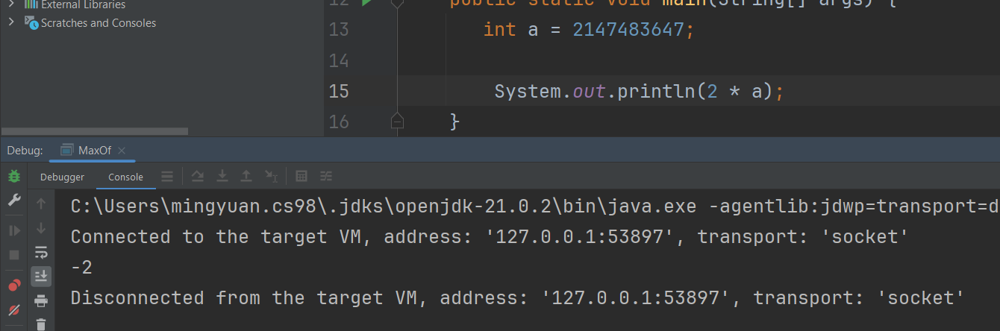 External Libraries
Scratches and Consoles
12 public static void main(String[] args) {
13 int a = 2147483647;
14
15 System.out.println(2 * a);
16 }
Debug: MaxOf
Debugger Console
C:\Users\mingyuan.cs98\.jdks\openjdk-21.0.2\bin\java.exe -agentlib:jdwp=transport=d
Connected to the target VM, address: '127.0.0.1:53897', transport: 'socket'
-2
Disconnected from the target VM, address: '127.0.0.1:53897', transport: 'socket'